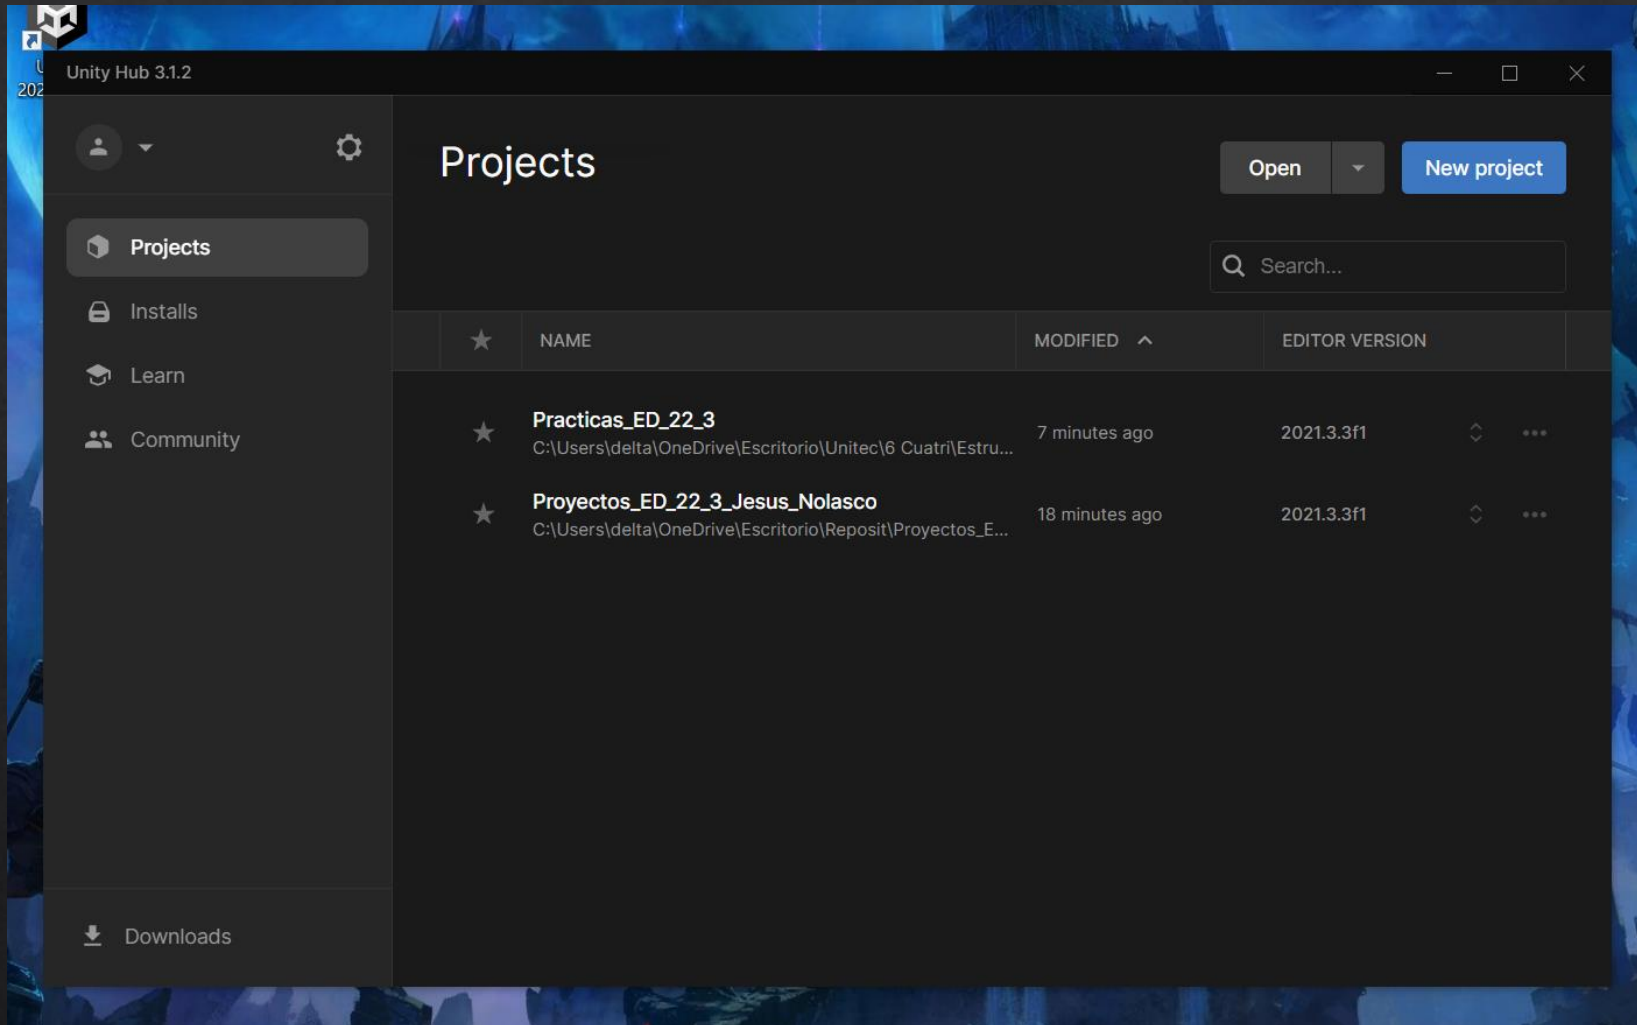 Unity Hub 3.1.2
202
Projects
Open
New project
Projects
Installs
Learn
Community
Search...
NAME
MODIFIED
EDITOR VERSION
Practicas_ED_22_3
C:\Users\delta\OneDrive\Escritorio\Unitec\6 Cuatri\Estru...
7 minutes ago
2021.3.3f1
Proyectos_ED_22_3_Jesus_Nolasco
C:\Users\delta\OneDrive\Escritorio\Reposit\Proyectos_E...
18 minutes ago
2021.3.3f1
Downloads